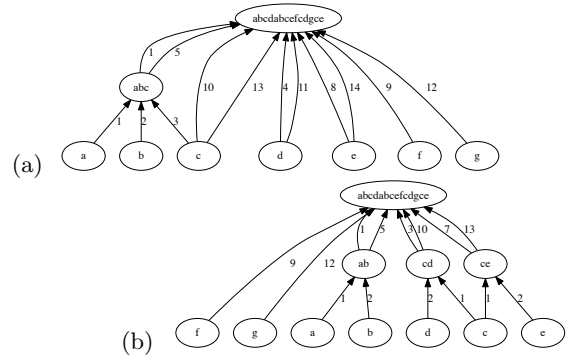 abcdabcefcdgce
1 5
abc 10 13 4 11 8 14 9 12
1 2 3
a b c d e f g
(a)
abcdabcefcdgce
1 5 3 10 7 13
9 12 ab cd ce
1 2 2 1 1 2
f g a b d c e
(b)